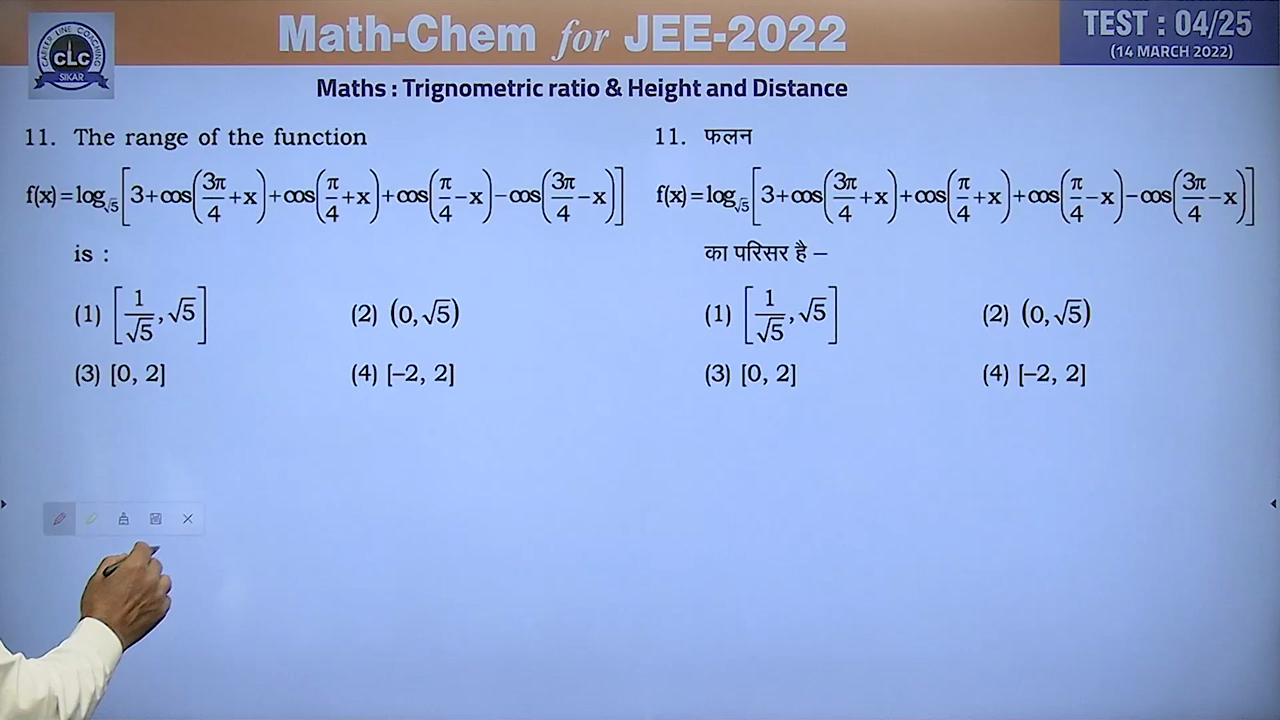 CAREER LINE COACHING
CLC
SIKAR
Math-Chem for JEE-2022
TEST : 04/25
(14 MARCH 2022)
Maths : Trignometric ratio & Height and Distance
11. The range of the function
f(x)=log_√5[3+cos(3π/4+x)+cos(π/4+x)+cos(π/4−x)−cos(3π/4−x)]
is :
(1) [1/√5, √5]
(2) (0, √5)
(3) [0, 2]
(4) [–2, 2]
11. फलन
f(x)=log_√5[3+cos(3π/4+x)+cos(π/4+x)+cos(π/4−x)−cos(3π/4−x)]
का परिसर है –
(1) [1/√5, √5]
(2) (0, √5)
(3) [0, 2]
(4) [–2, 2]